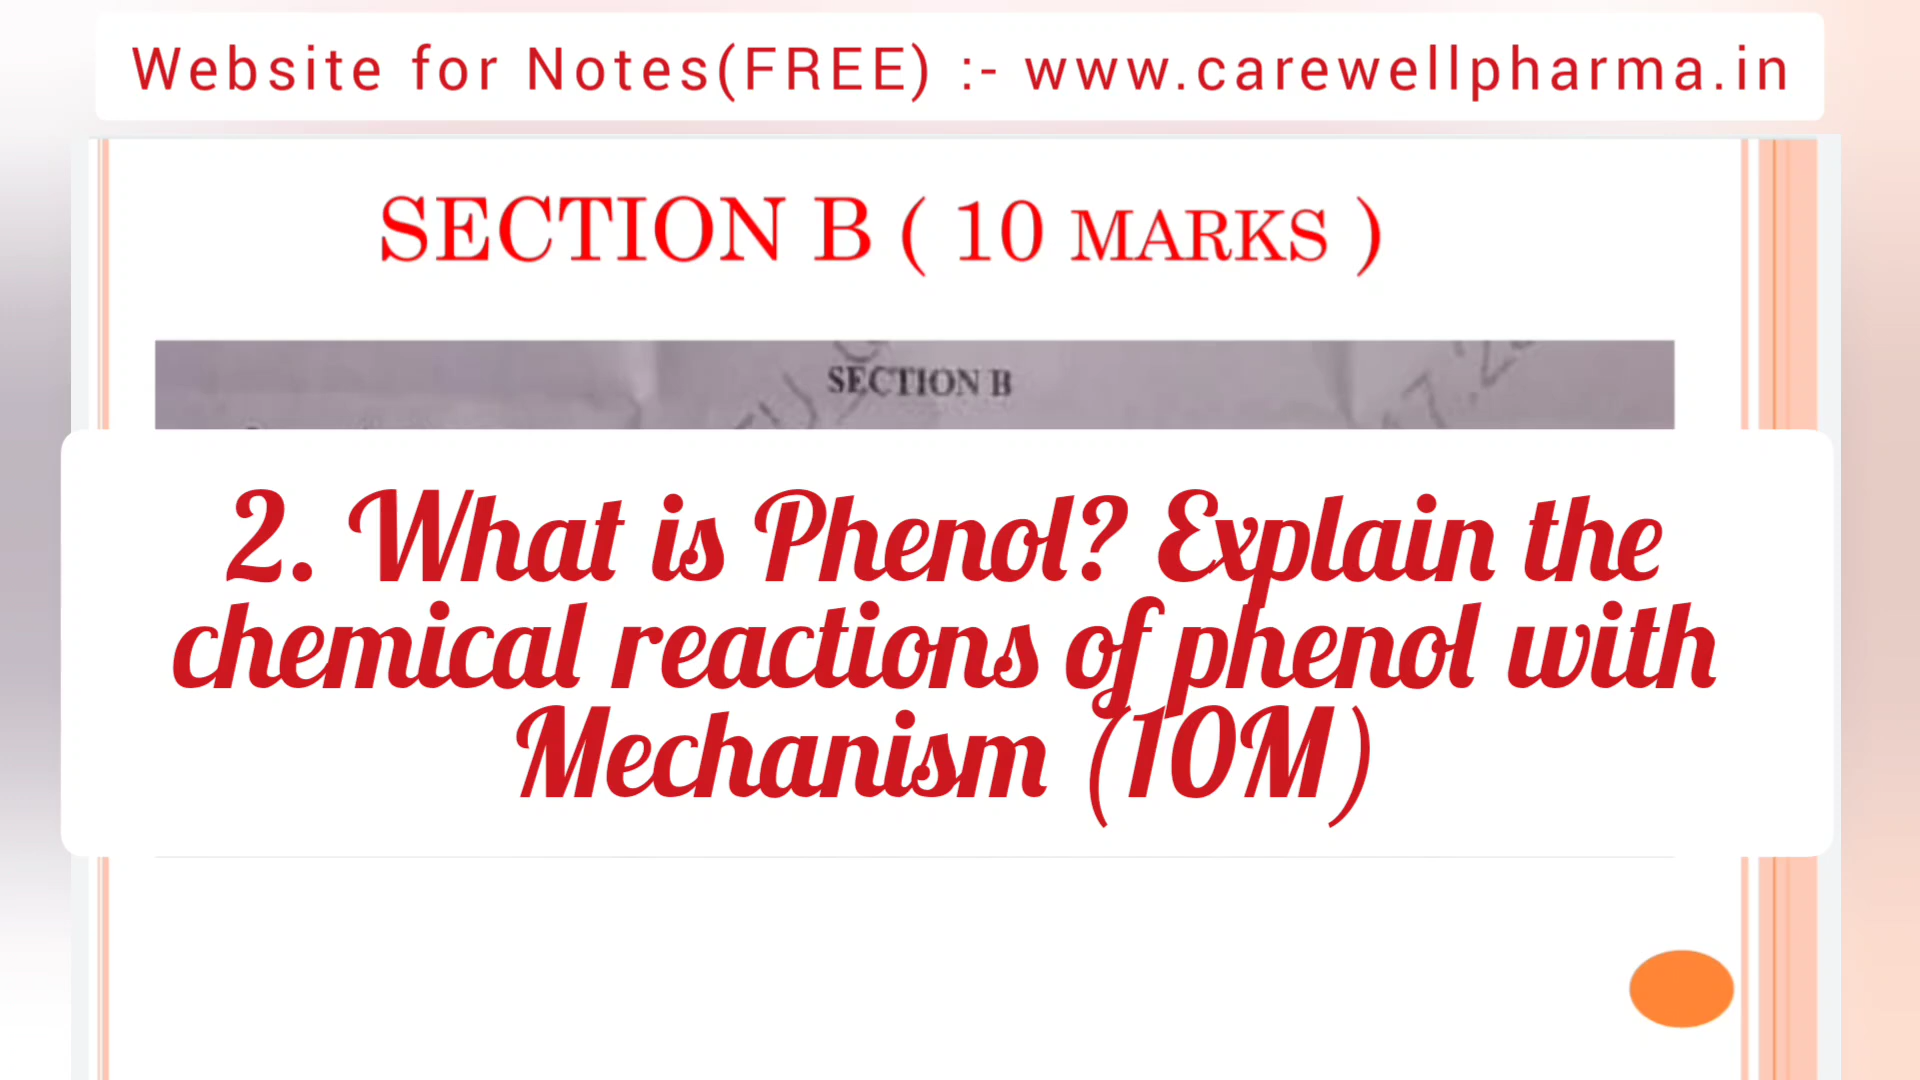 Website for Notes(FREE) :- www.carewellpharma.in
SECTION B ( 10 MARKS )
SECTION B
2. What is Phenol? Explain the
chemical reactions of phenol with
Mechanism (10M)